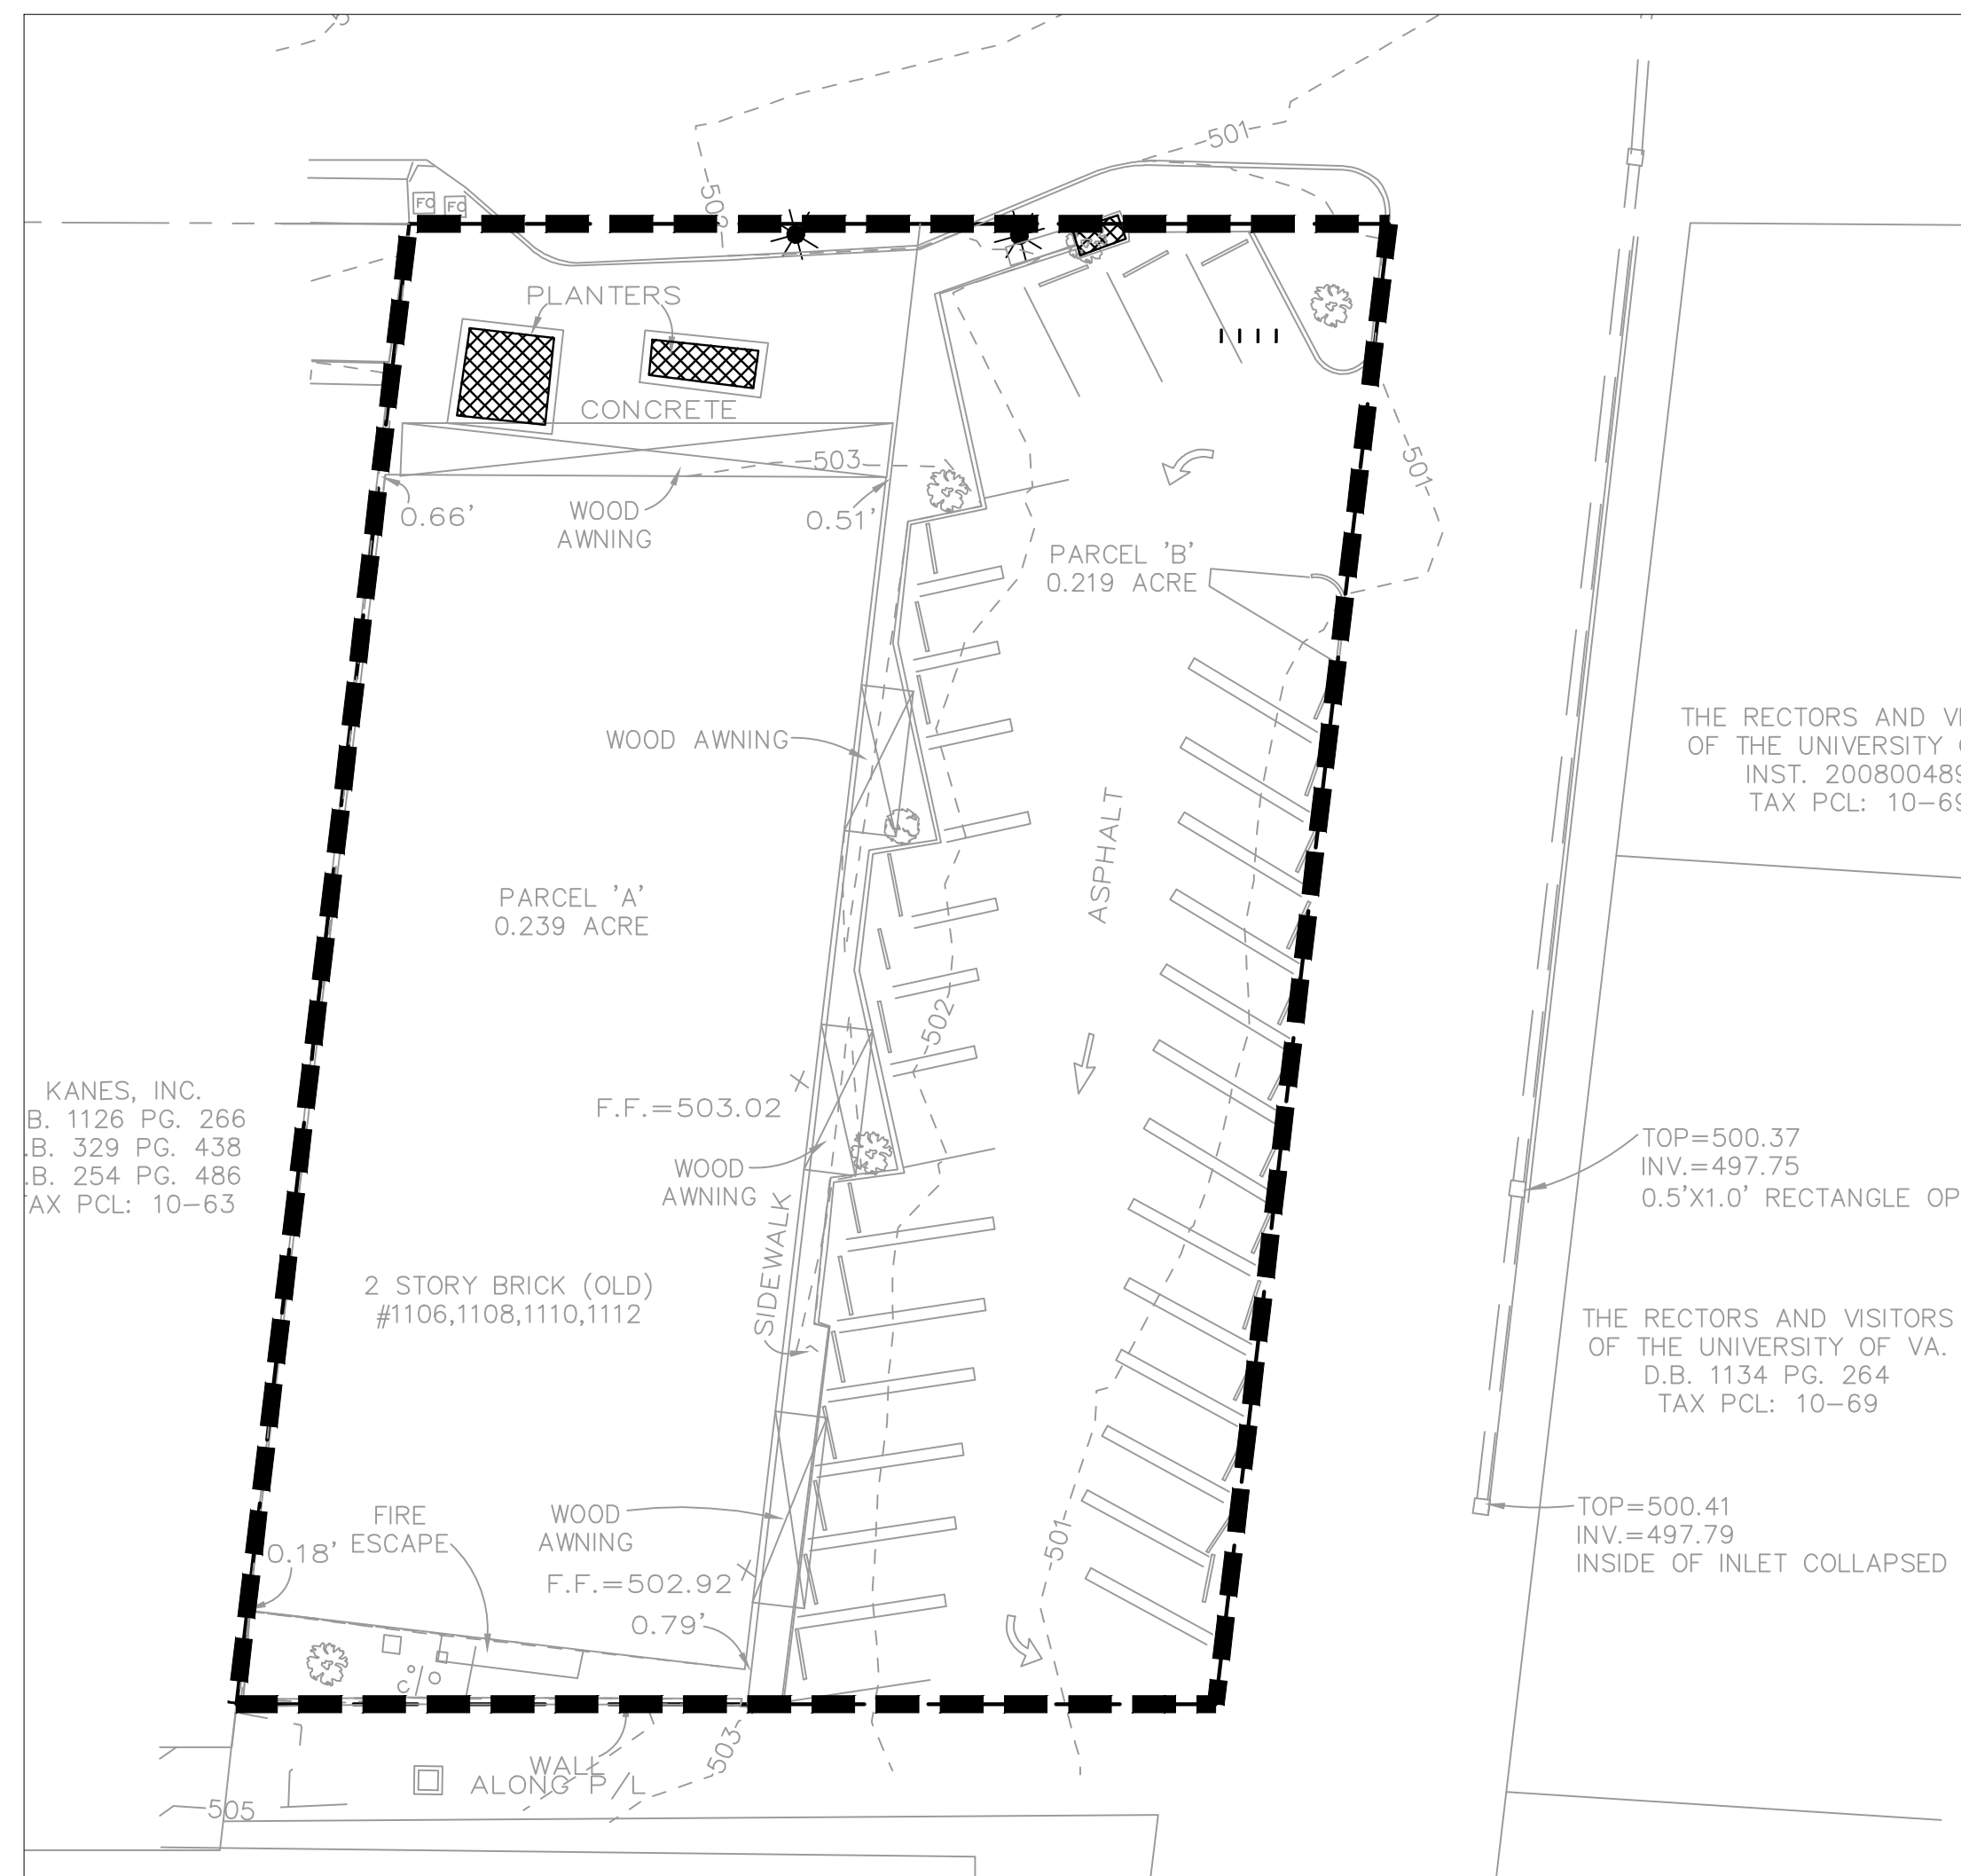 501
502
FO
FO
PLANTERS
CONCRETE
503
501
0.66'
WOOD
AWNING
0.51'
PARCEL 'B'
0.219 ACRE
THE RECTORS AND
OF THE UNIVERSITY
INST. 200800489
TAX PCL: 10-69
WOOD AWNING
ASPHALT
PARCEL 'A'
0.239 ACRE
502
KANES, INC.
B. 1126 PG. 266
.B. 329 PG. 438
.B. 254 PG. 486
AX PCL: 10-63
F.F.=503.02
WOOD
AWNING
TOP=500.37
INV.=497.75
0.5'X1.0' RECTANGLE OP
SIDEWALK
2 STORY BRICK (OLD)
#1106,1108,1110,1112
THE RECTORS AND VISITORS
OF THE UNIVERSITY OF VA.
D.B. 1134 PG. 264
TAX PCL: 10-69
FIRE
ESCAPE
0.18'
WOOD
AWNING
F.F.=502.92
0.79'
501
TOP=500.41
INV.=497.79
INSIDE OF INLET COLLAPSED
C
WALL
ALONG P/L
503
505